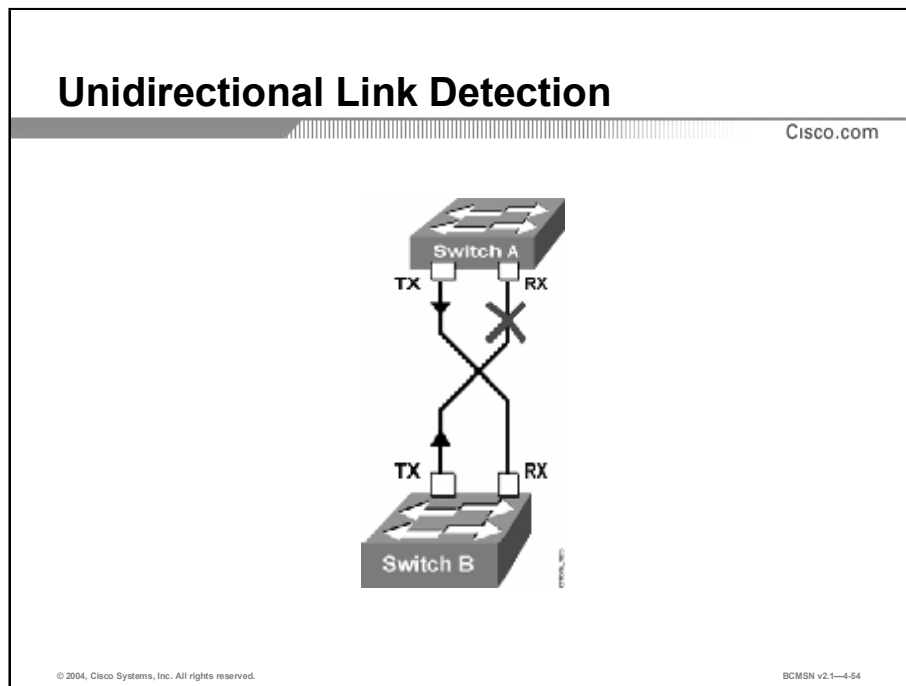 Unidirectional Link Detection
Cisco.com
Switch A
TX RX
TX RX
Switch B
© 2004, Cisco Systems, Inc. All rights reserved. BCMSN v2.1—4-54